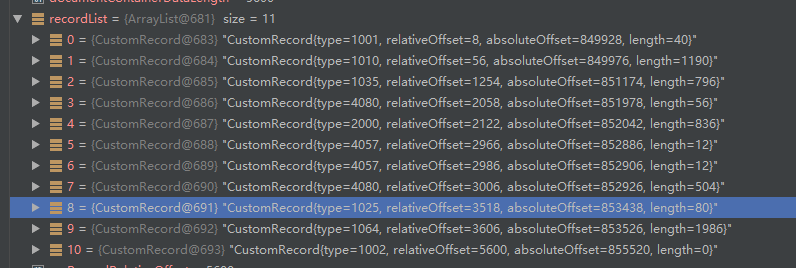 recordList = {ArrayList@681} size = 11
0 = {CustomRecord@683} "CustomRecord{type=1001, relativeOffset=8, absoluteOffset=849928, length=40}"
1 = {CustomRecord@684} "CustomRecord{type=1010, relativeOffset=56, absoluteOffset=849976, length=1190}"
2 = {CustomRecord@685} "CustomRecord{type=1035, relativeOffset=1254, absoluteOffset=851174, length=796}"
3 = {CustomRecord@686} "CustomRecord{type=4080, relativeOffset=2058, absoluteOffset=851978, length=56}"
4 = {CustomRecord@687} "CustomRecord{type=2000, relativeOffset=2122, absoluteOffset=852042, length=836}"
5 = {CustomRecord@688} "CustomRecord{type=4057, relativeOffset=2966, absoluteOffset=852886, length=12}"
6 = {CustomRecord@689} "CustomRecord{type=4057, relativeOffset=2986, absoluteOffset=852906, length=12}"
7 = {CustomRecord@690} "CustomRecord{type=4080, relativeOffset=3006, absoluteOffset=852926, length=504}"
8 = {CustomRecord@691} "CustomRecord{type=1025, relativeOffset=3518, absoluteOffset=853438, length=80}"
9 = {CustomRecord@692} "CustomRecord{type=1064, relativeOffset=3606, absoluteOffset=853526, length=1986}"
10 = {CustomRecord@693} "CustomRecord{type=1002, relativeOffset=5600, absoluteOffset=855520, length=0}"